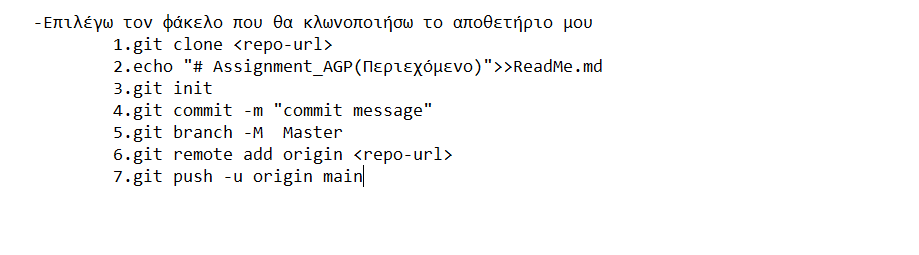 -Επιλέγω τον φάκελο που θα κλωνοποιήσω το αποθετήριο μου
1.git clone <repo-url>
2.echo "# Assignment_AGP(Περιεχόμενο)">>ReadMe.md
3.git init
4.git commit -m "commit message"
5.git branch -M  Master
6.git remote add origin <repo-url>
7.git push -u origin main